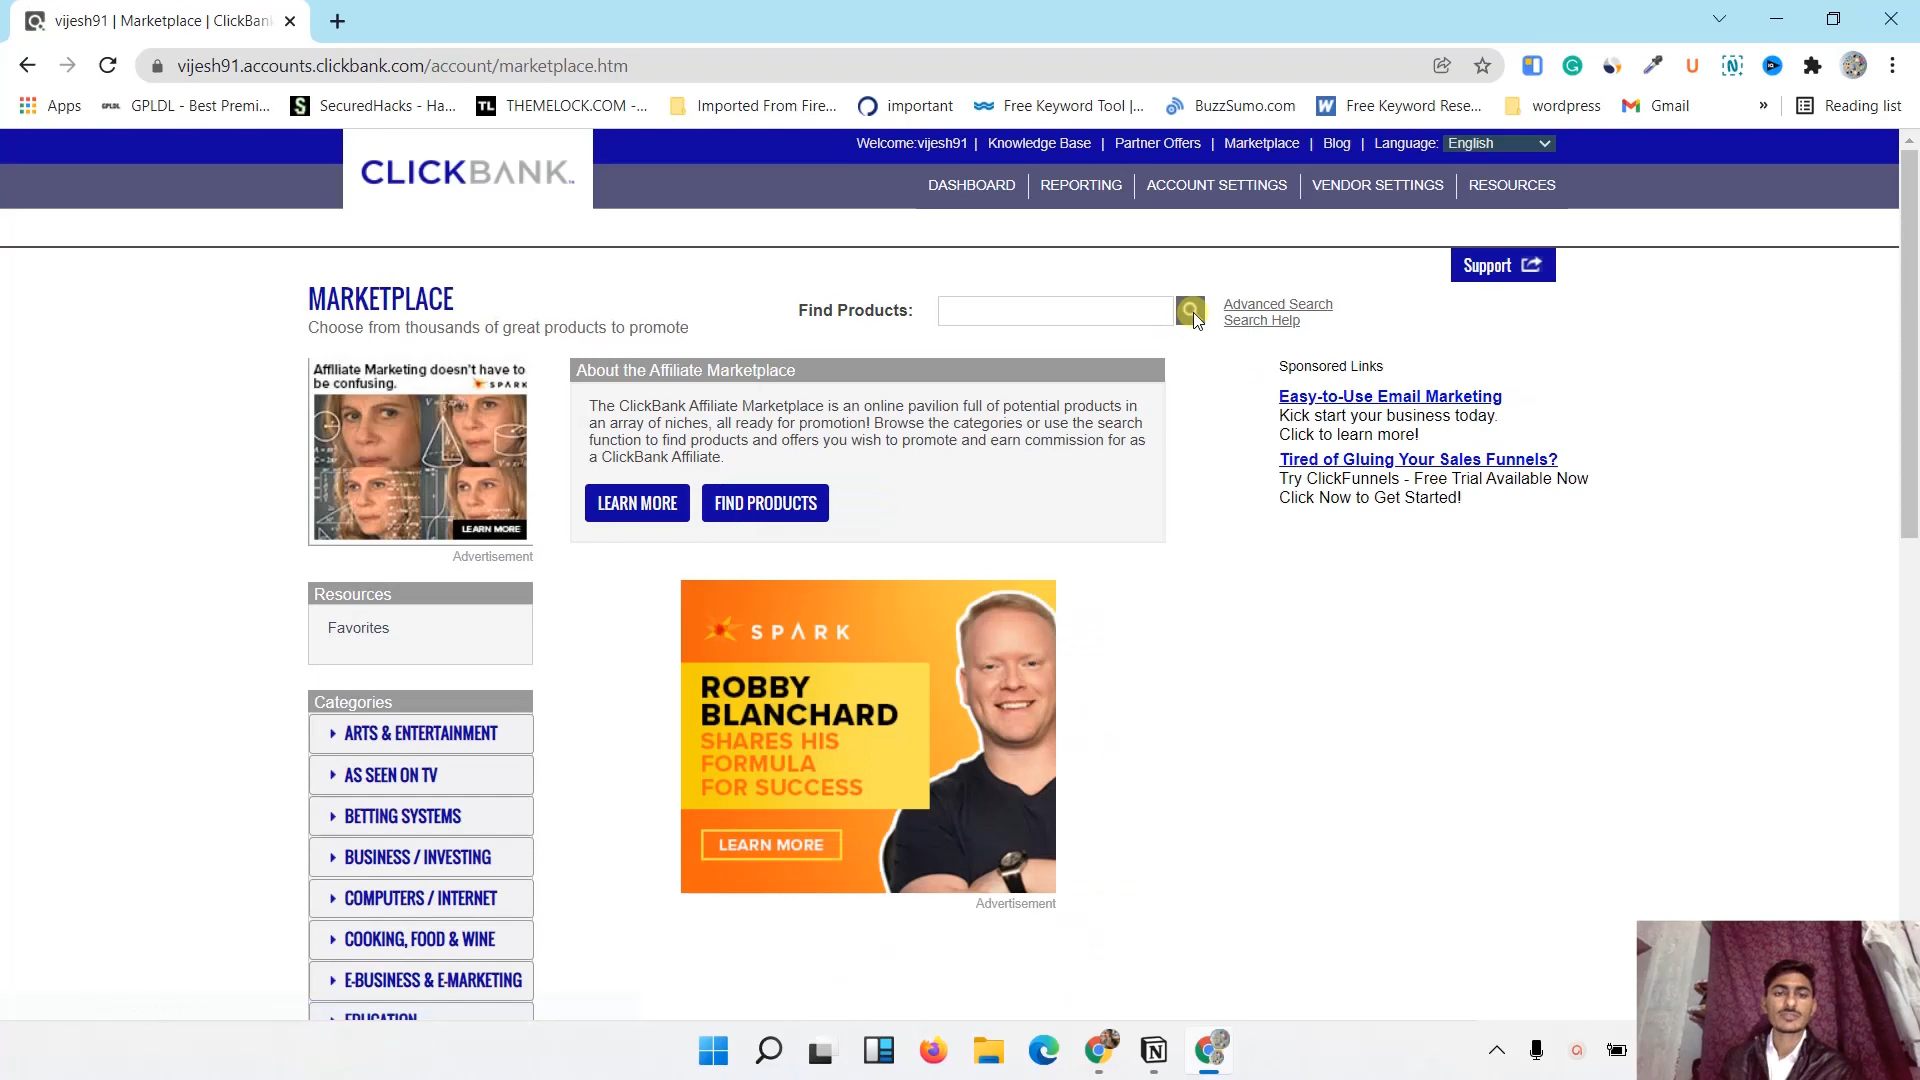 vijesh91 | Marketplace | ClickBan
vijesh91.accounts.clickbank.com/account/marketplace.htm
Apps
GPLDL - Best Premi...
SecuredHacks - Ha...
THEMELOCK.COM -...
Imported From Fire...
important
Free Keyword Tool |...
BuzzSumo.com
Free Keyword Rese...
wordpress
Gmail
»
Reading list
Welcome:vijesh91 | Knowledge Base | Partner Offers | Marketplace | Blog | Language: English
CLICKBANK
DASHBOARD | REPORTING | ACCOUNT SETTINGS | VENDOR SETTINGS | RESOURCES
Support
MARKETPLACE
Choose from thousands of great products to promote
Find Products:
Advanced Search
Search Help
Affiliate Marketing doesn't have to
be confusing.
SPARK
LEARN MORE
Advertisement
About the Affiliate Marketplace
The ClickBank Affiliate Marketplace is an online pavilion full of potential products in
an array of niches, all ready for promotion! Browse the categories or use the search
function to find products and offers you wish to promote and earn commission for as
a ClickBank Affiliate.
LEARN MORE
FIND PRODUCTS
Sponsored Links
Easy-to-Use Email Marketing
Kick start your business today.
Click to learn more!
Tired of Gluing Your Sales Funnels?
Try ClickFunnels - Free Trial Available Now
Click Now to Get Started!
Resources
Favorites
SPARK
ROBBY
BLANCHARD
SHARES HIS
FORMULA
FOR SUCCESS
LEARN MORE
Advertisement
Categories
ARTS & ENTERTAINMENT
AS SEEN ON TV
BETTING SYSTEMS
BUSINESS / INVESTING
COMPUTERS / INTERNET
COOKING, FOOD & WINE
E-BUSINESS & E-MARKETING
EDUCATION